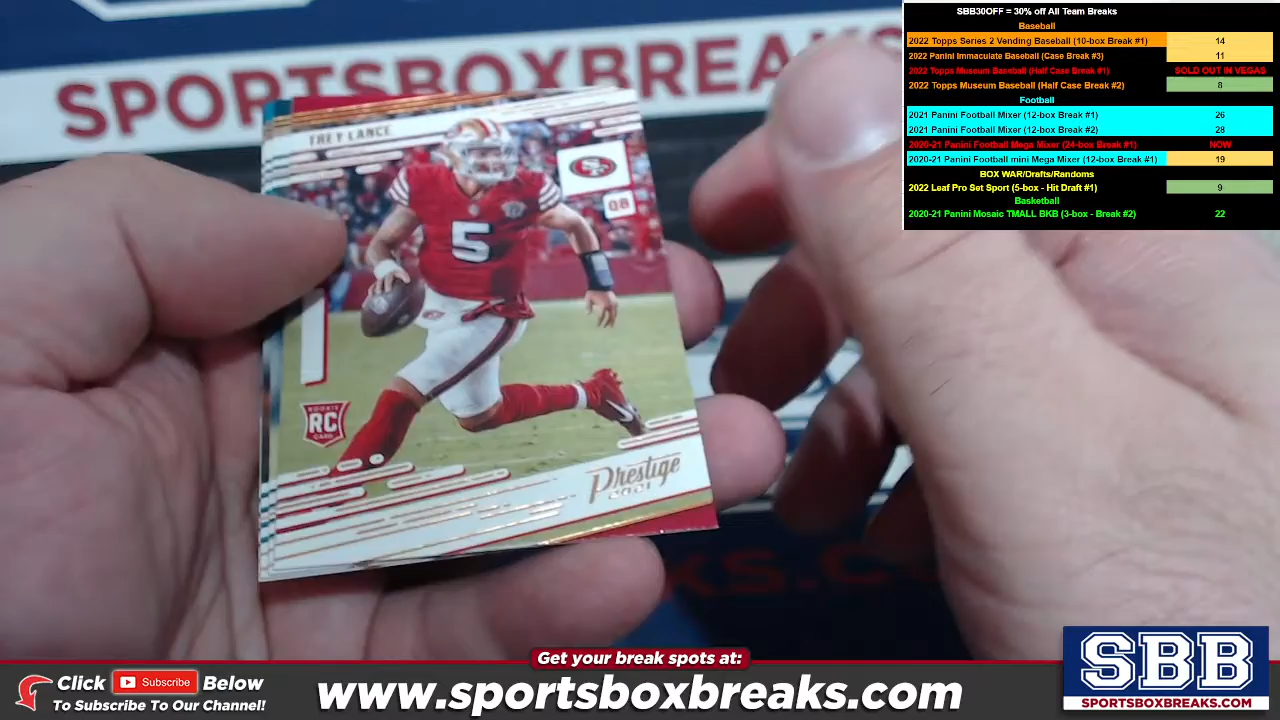 SBB30OFF = 30% off All Team Breaks
Baseball
2022 Topps Series 2 Vending Baseball (10-box Break #1) 14
2022 Panini Immaculate Baseball (Case Break #3) 11
2022 Topps Museum Baseball (Half Case Break #1) SOLD OUT IN VEGAS
2022 Topps Museum Baseball (Half Case Break #2) 8
Football
2021 Panini Football Mixer (12-box Break #1) 26
2021 Panini Football Mixer (12-box Break #2) 28
2020-21 Panini Football Mega Mixer (24-box Break #1) NOW
2020-21 Panini Football mini Mega Mixer (12-box Break #1) 19
BOX WAR/Drafts/Randoms
2022 Leaf Pro Set Sport (5-box - Hit Draft #1) 9
Basketball
2020-21 Panini Mosaic TMALL BKB (3-box - Break #2) 22
SPORTSBOXBREAKS
TREY LANCE
SF
QB
5
ROOKIE
RC
CARD
Prestige
2021
KS.CO
Get your break spots at:
Click Subscribe Below
To Subscribe To Our Channel!
www.sportsboxbreaks.com
SBB
SPORTSBOXBREAKS.COM